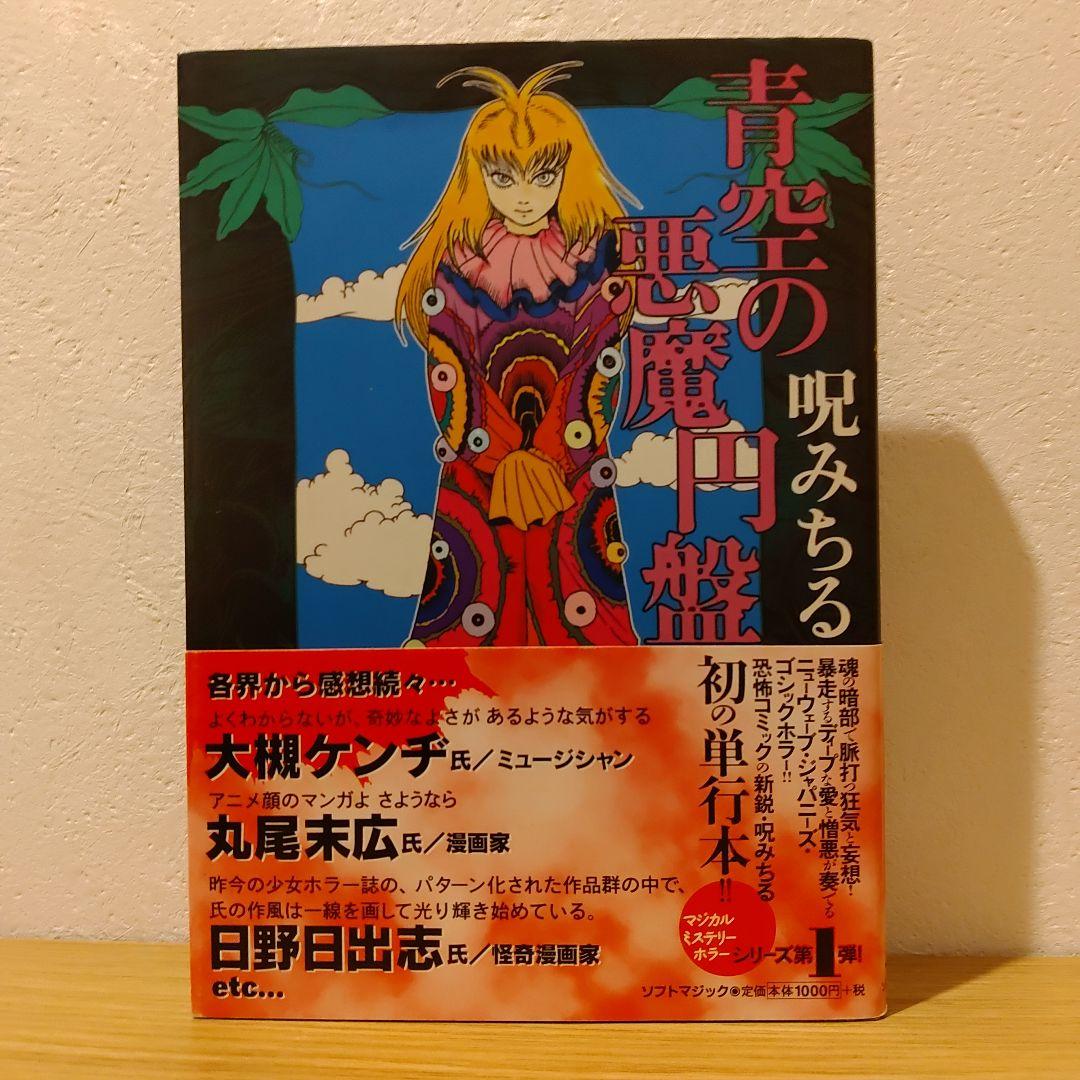 青空の
悪魔円盤
呪みちる
魂の暗部で脈打つ狂気と妄想!
暴走するディープな愛と憎悪が奏でる
ニューウェーブ・ジャパニーズ・
ゴシックホラー!!
恐怖コミックの新鋭・呪みちる
初の単行本!!
マジカル
ミステリー
ホラー
シリーズ第1弾!
各界から感想続々…
よくわからないが、奇妙なよさが あるような気がする
大槻ケンヂ氏/ミュージシャン
アニメ顔のマンガよ さようなら
丸尾末広氏/漫画家
昨今の少女ホラー誌の、パターン化された作品群の中で、
氏の作風は一線を画して光り輝き始めている。
日野日出志氏/怪奇漫画家
etc...
ソフトマジック◉定価 本体1000円+税